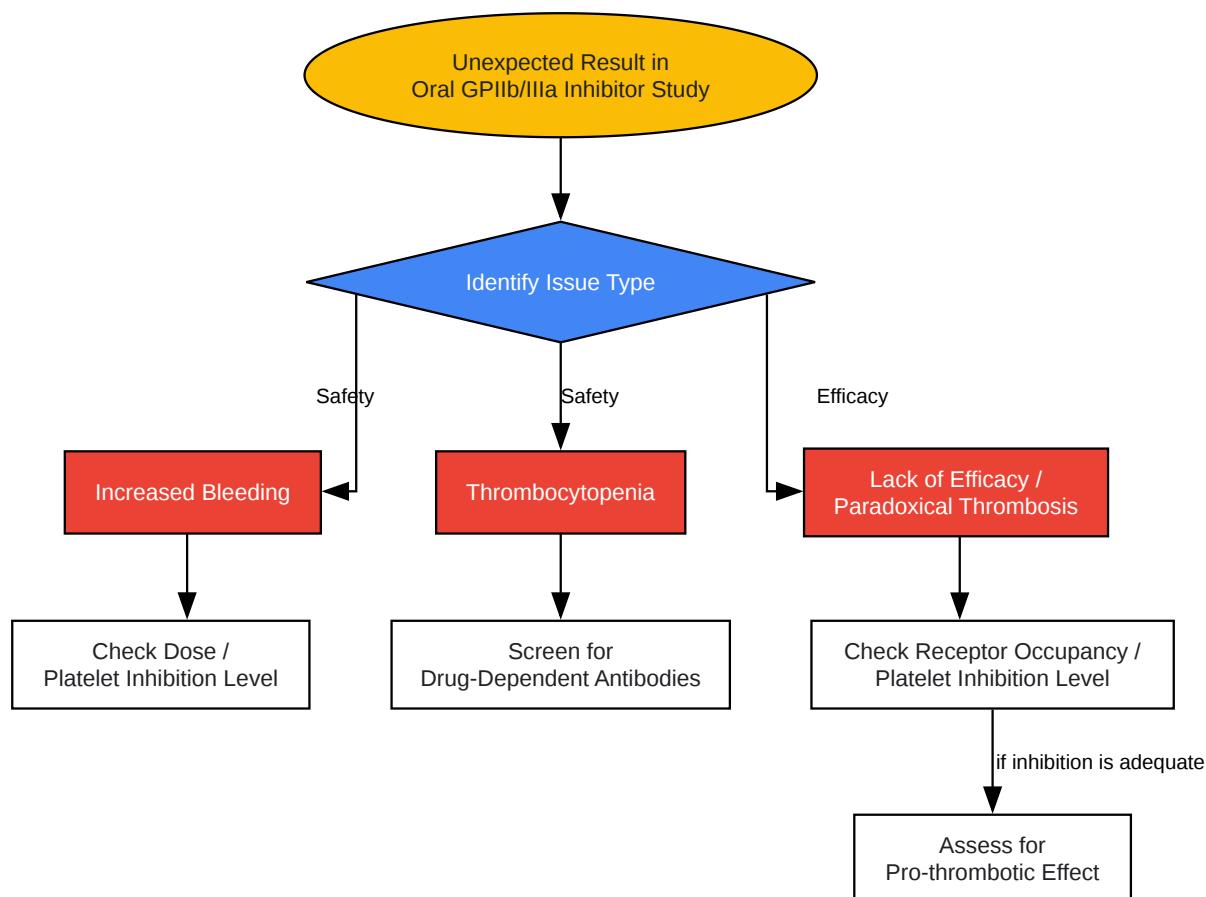 Unexpected Result in
Oral GPIIb/IIIa Inhibitor Study
Identify Issue Type
Safety
Safety
Efficacy
Increased Bleeding
Thrombocytopenia
Lack of Efficacy /
Paradoxical Thrombosis
Check Dose /
Platelet Inhibition Level
Screen for
Drug-Dependent Antibodies
Check Receptor Occupancy /
Platelet Inhibition Level
if inhibition is adequate
Assess for
Pro-thrombotic Effect